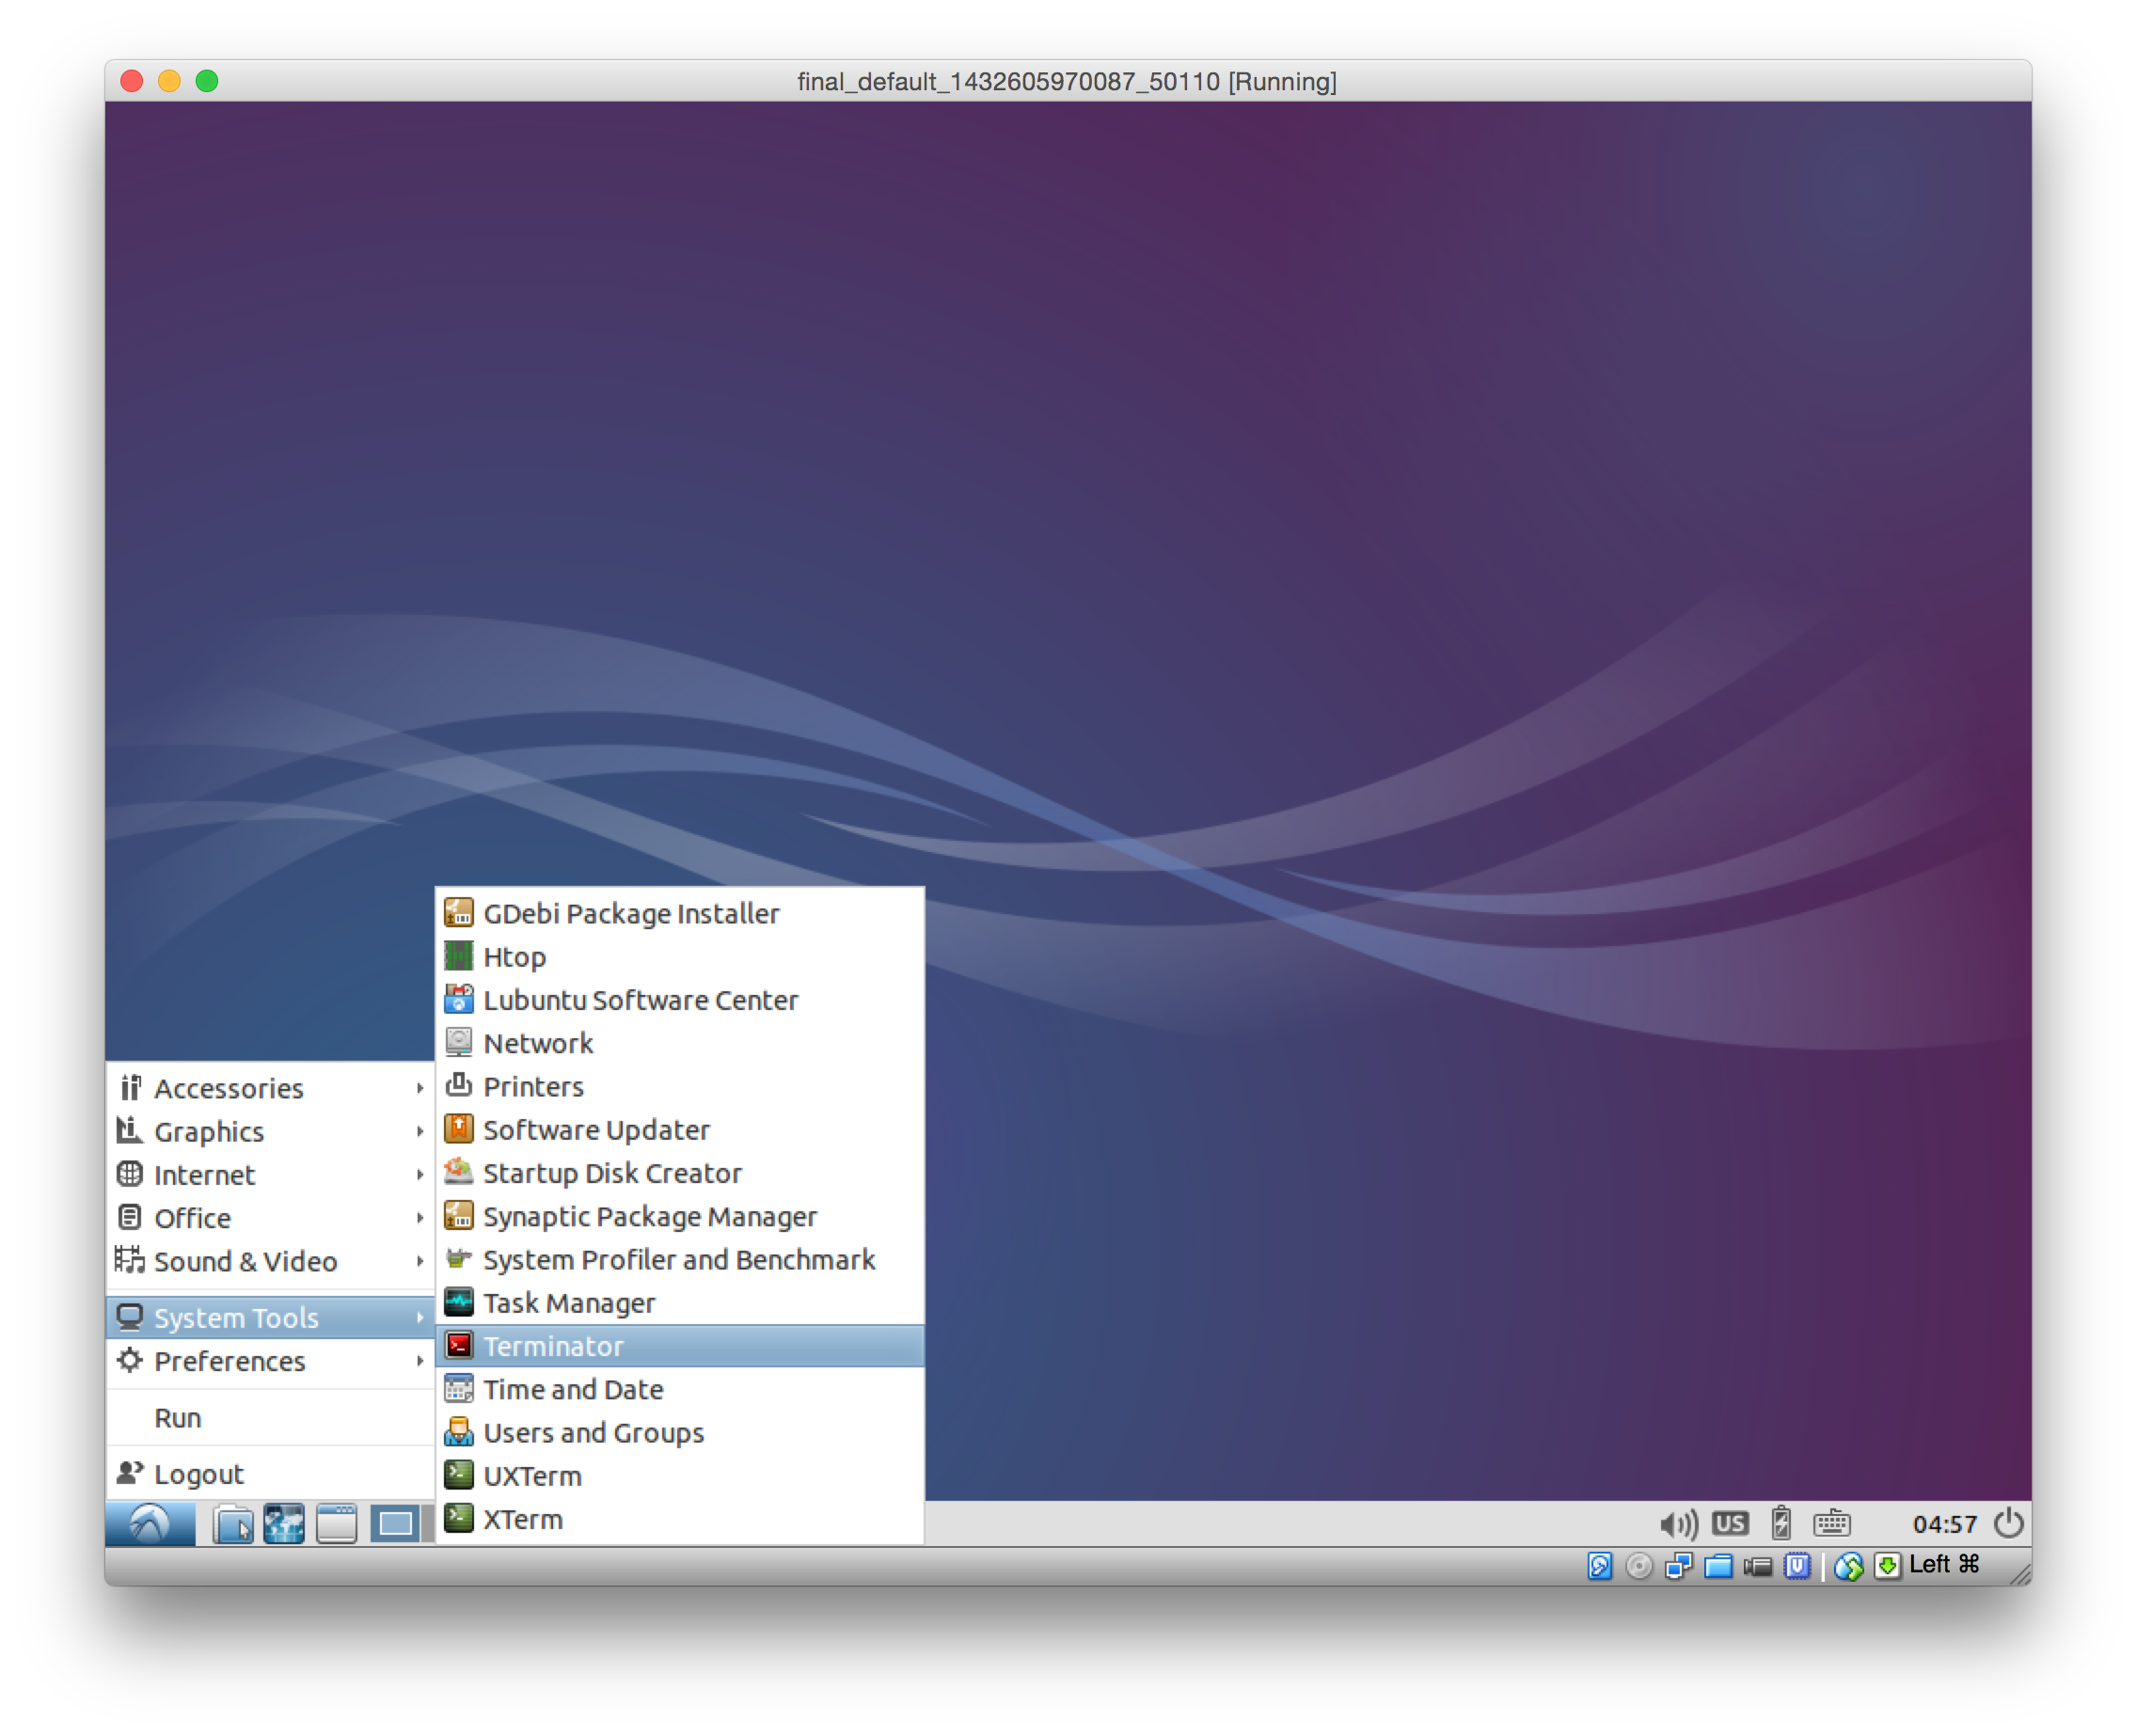 final_default_1432605970087_50110 [Running]
GDebi Package Installer
Htop
Lubuntu Software Center
Network
Printers
Software Updater
Startup Disk Creator
Synaptic Package Manager
System Profiler and Benchmark
Task Manager
Terminator
Time and Date
Users and Groups
UXTerm
XTerm
Accessories
Graphics
Internet
Office
Sound & Video
System Tools
Preferences
Run
Logout
US
04:57
Left ⌘